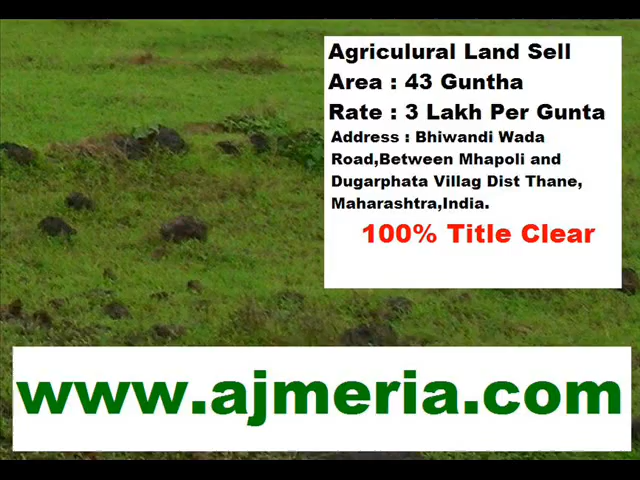 Agriculural Land Sell
Area : 43 Guntha
Rate : 3 Lakh Per Gunta
Address : Bhiwandi Wada
Road,Between Mhapoli and
Dugarphata Villag Dist Thane,
Maharashtra,India.
100% Title Clear
www.ajmeria.com